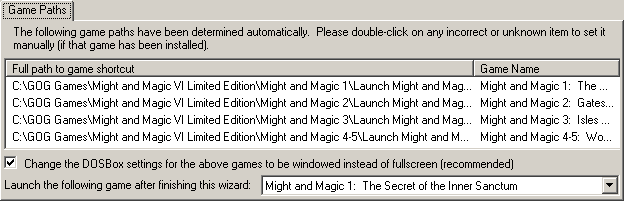 Game Paths
The following game paths have been determined automatically.  Please double-click on any incorrect or unknown item to set it
manually (if that game has been installed).
Full path to game shortcut Game Name
C:\GOG Games\Might and Magic VI Limited Edition\Might and Magic 1\Launch Might and Mag... Might and Magic 1:  The ...
C:\GOG Games\Might and Magic VI Limited Edition\Might and Magic 2\Launch Might and Mag... Might and Magic 2:  Gates...
C:\GOG Games\Might and Magic VI Limited Edition\Might and Magic 3\Launch Might and Mag... Might and Magic 3:  Isles ...
C:\GOG Games\Might and Magic VI Limited Edition\Might and Magic 4-5\Launch Might and M... Might and Magic 4-5:  Wo...
Change the DOSBox settings for the above games to be windowed instead of fullscreen (recommended)
Launch the following game after finishing this wizard: Might and Magic 1:  The Secret of the Inner Sanctum